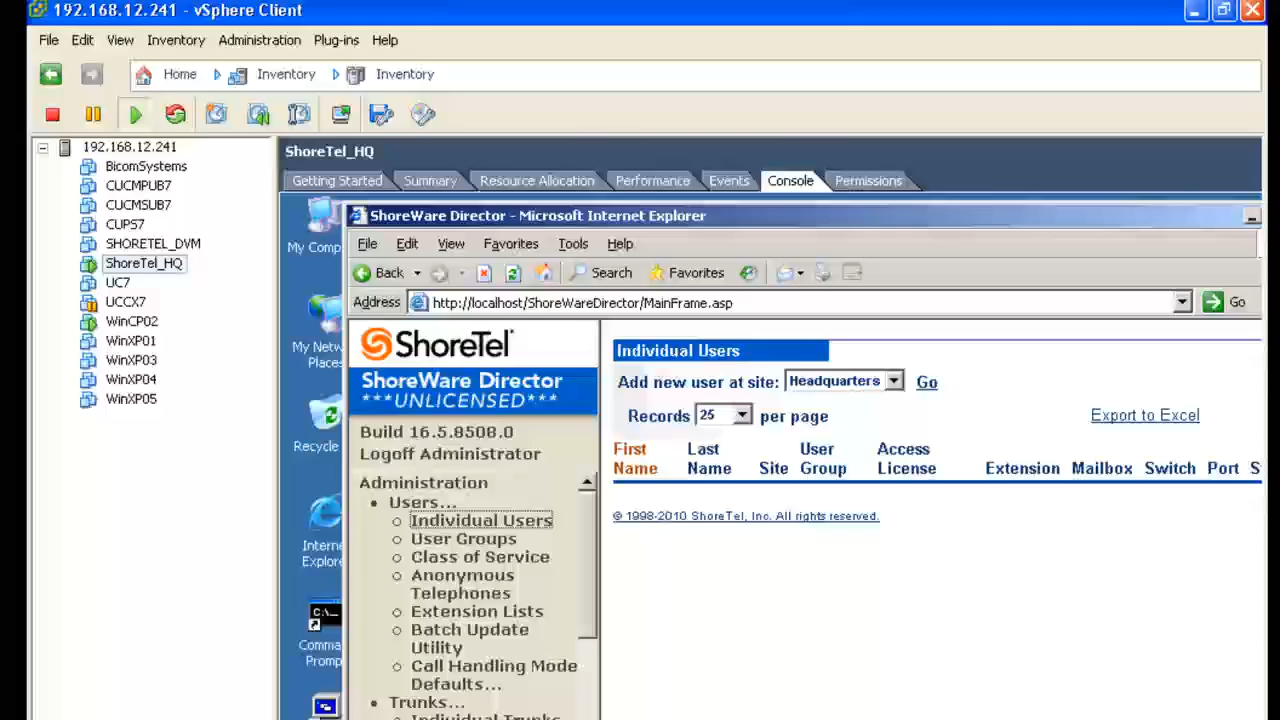 192.168.12.241 - vSphere Client
File Edit View Inventory Administration Plug-ins Help
Home Inventory Inventory
192.168.12.241
BicomSystems
CUCMPUB7
CUCMSUB7
CUPS7
SHORETEL_DVM
ShoreTel_HQ
UC7
UCCX7
WinCP02
WinXP01
WinXP03
WinXP04
WinXP05
ShoreTel_HQ
Getting Started Summary Resource Allocation Performance Events Console Permissions
My Comp
My Netw
Places
Recycle
Intern
Explor
C:\...
Comma
Promp
ShoreWare Director - Microsoft Internet Explorer
File Edit View Favorites Tools Help
Back Search Favorites
Address http://localhost/ShoreWareDirector/MainFrame.asp Go
ShoreTel
ShoreWare Director
***UNLICENSED***
Build 16.5.8508.0
Logoff Administrator
Administration
Users...
Individual Users
User Groups
Class of Service
Anonymous
Telephones
Extension Lists
Batch Update
Utility
Call Handling Mode
Defaults...
Trunks...
Individual Trunks
Individual Users
Add new user at site: Headquarters Go
Records 25 per page
Export to Excel
First Last User Access
Name Name Site Group License Extension Mailbox Switch Port S
© 1998-2010 ShoreTel, Inc. All rights reserved.